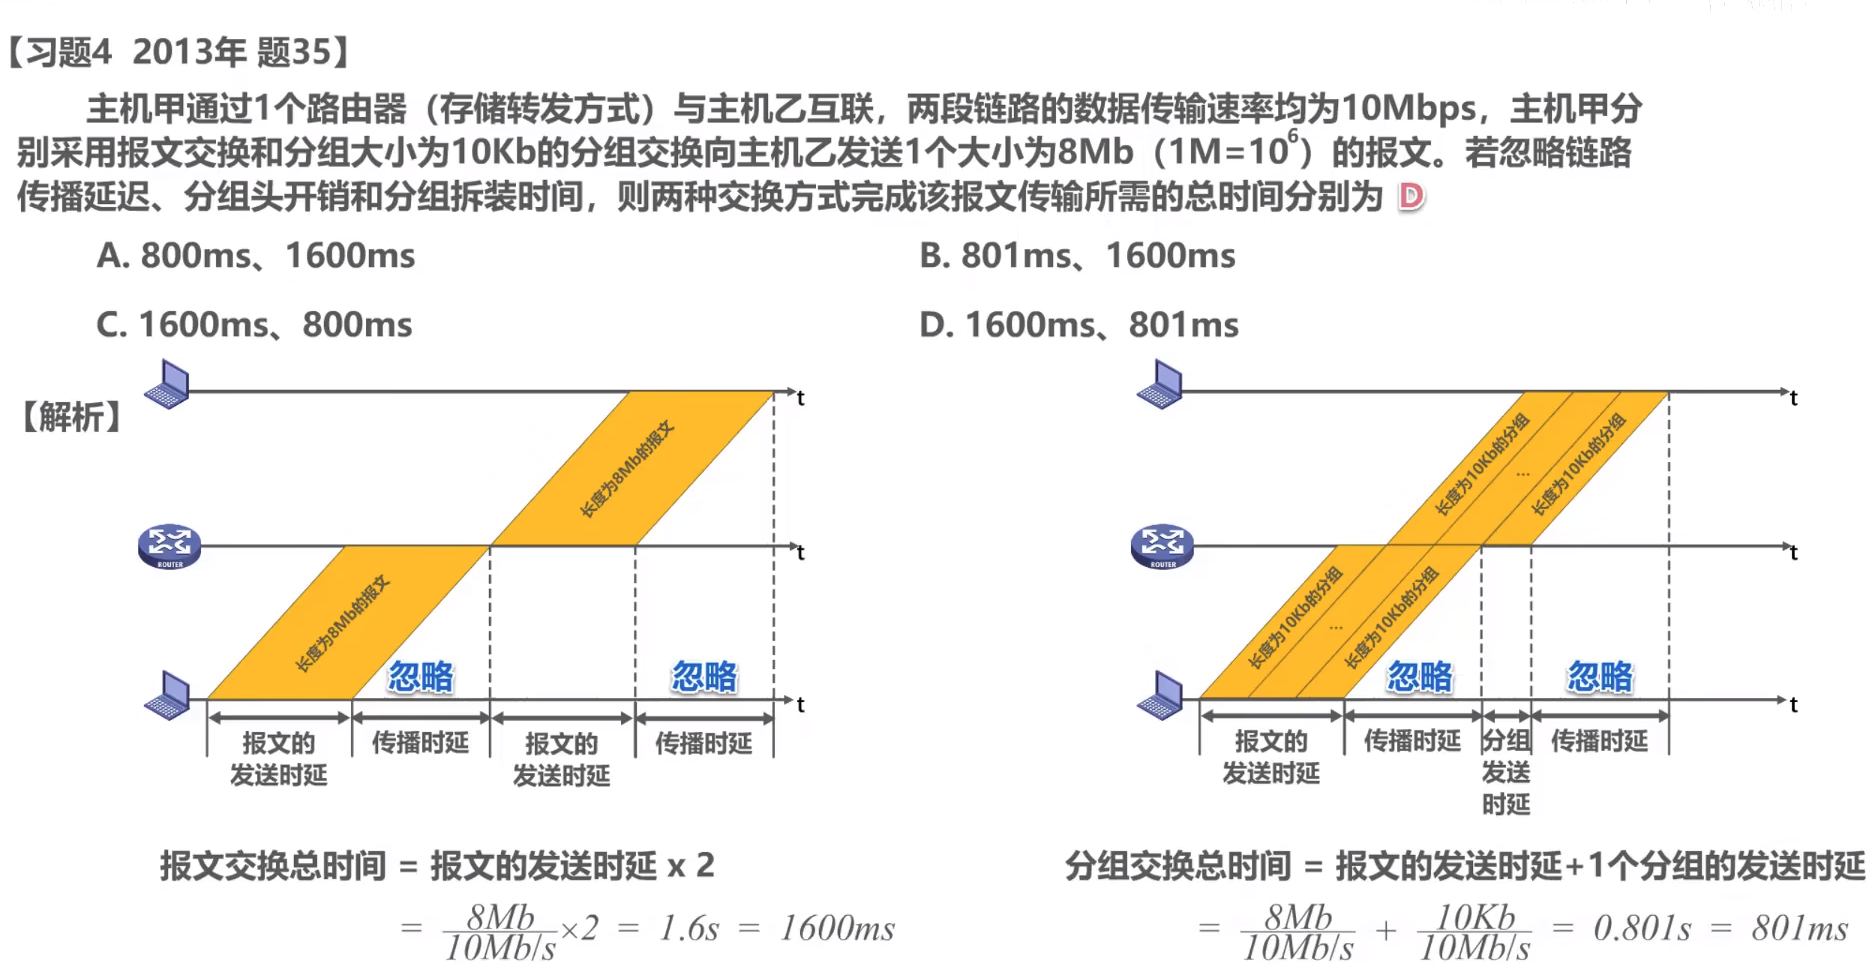 【习题4 2013年 题35】
主机甲通过1个路由器（存储转发方式）与主机乙互联，两段链路的数据传输速率均为10Mbps，主机甲分
别采用报文交换和分组大小为10Kb的分组交换向主机乙发送1个大小为8Mb（1M=10⁶）的报文。若忽略链路
传播延迟、分组头开销和分组拆装时间，则两种交换方式完成该报文传输所需的总时间分别为 D
A. 800ms、1600ms
B. 801ms、1600ms
C. 1600ms、800ms
D. 1600ms、801ms
【解析】
t
长度为8Mb的报文
ROUTER
t
长度为8Mb的报文
忽略
忽略
t
报文的
发送时延
传播时延
报文的
发送时延
传播时延
报文交换总时间 = 报文的发送时延 x 2
= 8Mb/10Mb/s ×2 = 1.6s = 1600ms
t
长度为10Kb的分组
...
长度为10Kb的分组
ROUTER
t
长度为10Kb的分组
...
长度为10Kb的分组
忽略
忽略
t
报文的
发送时延
传播时延
分组
发送
时延
传播时延
分组交换总时间 = 报文的发送时延+1个分组的发送时延
= 8Mb/10Mb/s + 10Kb/10Mb/s = 0.801s = 801ms